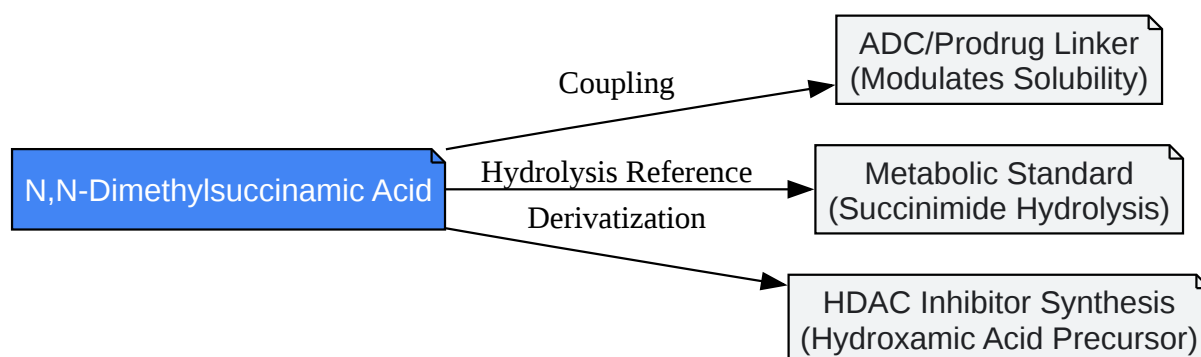 N,N-Dimethylsuccinamic Acid
Coupling
ADC/Prodrug Linker
(Modulates Solubility)
Hydrolysis Reference
Metabolic Standard
(Succinimide Hydrolysis)
Derivatization
HDAC Inhibitor Synthesis
(Hydroxamic Acid Precursor)